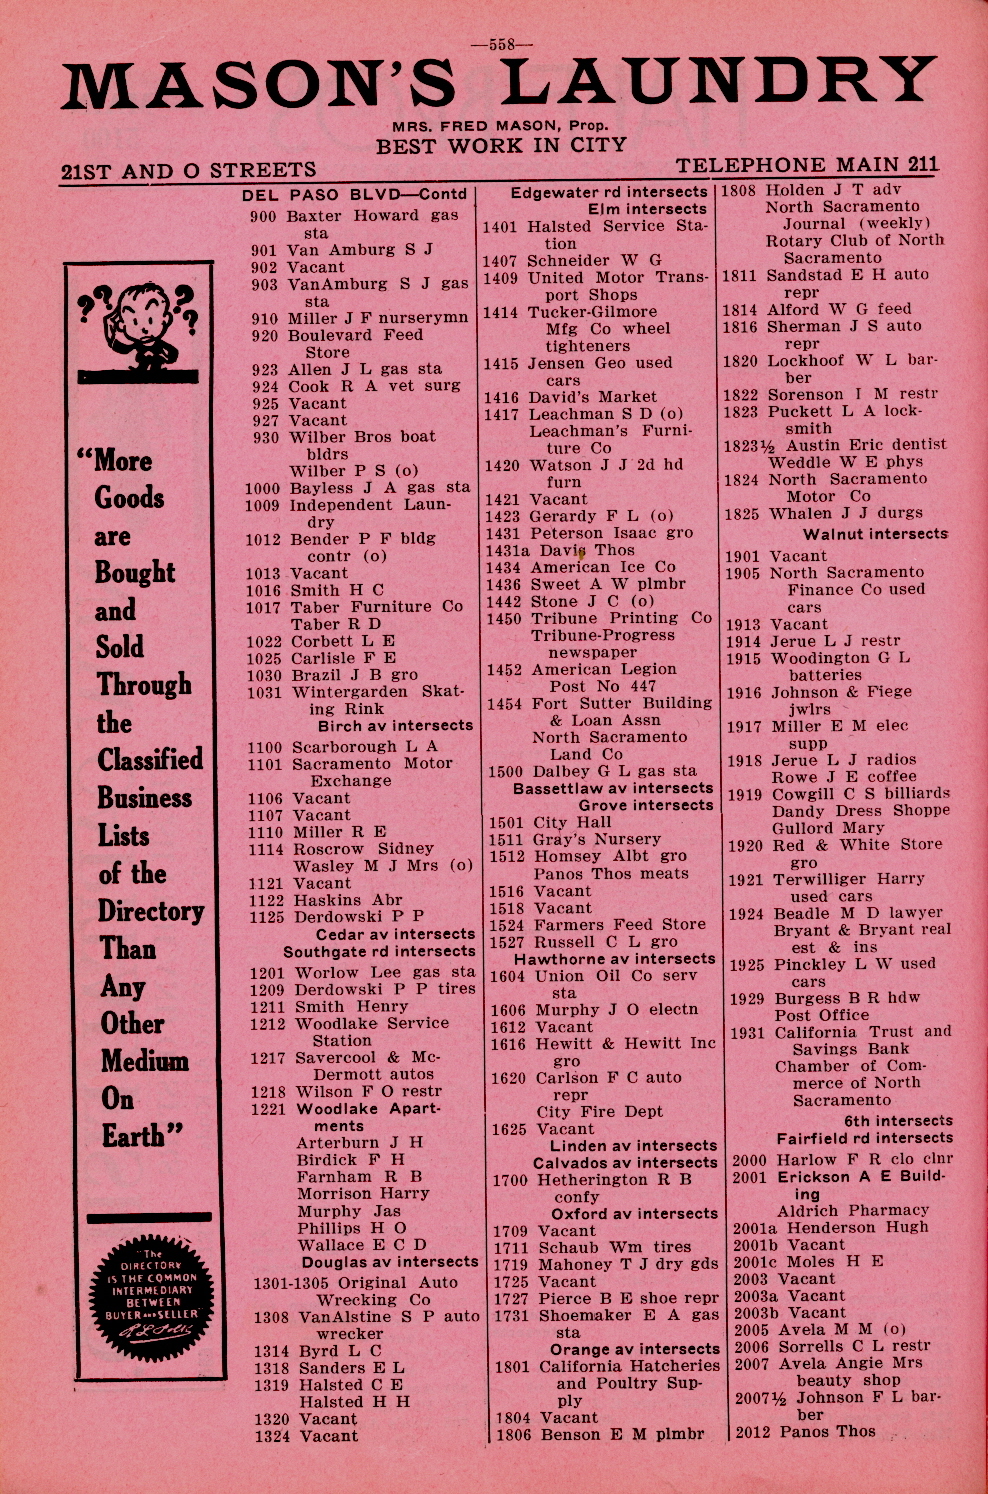 —558—
MASON'S LAUNDRY
MRS. FRED MASON, Prop.
BEST WORK IN CITY
21ST AND O STREETS
TELEPHONE MAIN 211
? ? ? ?
"More
Goods
are
Bought
and
Sold
Through
the
Classified
Business
Lists
of the
Directory
Than
Any
Other
Medium
On
Earth"
"The
DIRECTORY
IS THE COMMON
INTERMEDIARY
BETWEEN
BUYER AND SELLER"
DEL PASO BLVD—Contd
900 Baxter Howard gas
sta
901 Van Amburg S J
902 Vacant
903 VanAmburg S J gas
sta
910 Miller J F nurserymn
920 Boulevard Feed
Store
923 Allen J L gas sta
924 Cook R A vet surg
925 Vacant
927 Vacant
930 Wilber Bros boat
bldrs
Wilber P S (o)
1000 Bayless J A gas sta
1009 Independent Laun-
dry
1012 Bender P F bldg
contr (o)
1013 Vacant
1016 Smith H C
1017 Taber Furniture Co
Taber R D
1022 Corbett L E
1025 Carlisle F E
1030 Brazil J B gro
1031 Wintergarden Skat-
ing Rink
Birch av intersects
1100 Scarborough L A
1101 Sacramento Motor
Exchange
1106 Vacant
1107 Vacant
1110 Miller R E
1114 Roscrow Sidney
Wasley M J Mrs (o)
1121 Vacant
1122 Haskins Abr
1125 Derdowski P P
Cedar av intersects
Southgate rd intersects
1201 Worlow Lee gas sta
1209 Derdowski P P tires
1211 Smith Henry
1212 Woodlake Service
Station
1217 Savercool & Mc-
Dermott autos
1218 Wilson F O restr
1221 Woodlake Apart-
ments
Arterburn J H
Birdick F H
Farnham R B
Morrison Harry
Murphy Jas
Phillips H O
Wallace E C D
Douglas av intersects
1301-1305 Original Auto
Wrecking Co
1308 VanAlstine S P auto
wrecker
1314 Byrd L C
1318 Sanders E L
1319 Halsted C E
Halsted H H
1320 Vacant
1324 Vacant
Edgewater rd intersects
Elm intersects
1401 Halsted Service Sta-
tion
1407 Schneider W G
1409 United Motor Trans-
port Shops
1414 Tucker-Gilmore
Mfg Co wheel
tighteners
1415 Jensen Geo used
cars
1416 David's Market
1417 Leachman S D (o)
Leachman's Furni-
ture Co
1420 Watson J J 2d hd
furn
1421 Vacant
1423 Gerardy F L (o)
1431 Peterson Isaac gro
1431a Davis Thos
1434 American Ice Co
1436 Sweet A W plmbr
1442 Stone J C (o)
1450 Tribune Printing Co
Tribune-Progress
newspaper
1452 American Legion
Post No 447
1454 Fort Sutter Building
& Loan Assn
North Sacramento
Land Co
1500 Dalbey G L gas sta
Bassettlaw av intersects
Grove intersects
1501 City Hall
1511 Gray's Nursery
1512 Homsey Albt gro
Panos Thos meats
1516 Vacant
1518 Vacant
1524 Farmers Feed Store
1527 Russell C L gro
Hawthorne av intersects
1604 Union Oil Co serv
sta
1606 Murphy J O electn
1612 Vacant
1616 Hewitt & Hewitt Inc
gro
1620 Carlson F C auto
repr
City Fire Dept
1625 Vacant
Linden av intersects
Calvados av intersects
1700 Hetherington R B
confy
Oxford av intersects
1709 Vacant
1711 Schaub Wm tires
1719 Mahoney T J dry gds
1725 Vacant
1727 Pierce B E shoe repr
1731 Shoemaker E A gas
sta
Orange av intersects
1801 California Hatcheries
and Poultry Sup-
ply
1804 Vacant
1806 Benson E M plmbr
1808 Holden J T adv
North Sacramento
Journal (weekly)
Rotary Club of North
Sacramento
1811 Sandstad E H auto
repr
1814 Alford W G feed
1816 Sherman J S auto
repr
1820 Lockhoof W L bar-
ber
1822 Sorenson I M restr
1823 Puckett L A lock-
smith
1823½ Austin Eric dentist
Weddle W E phys
1824 North Sacramento
Motor Co
1825 Whalen J J durgs
Walnut intersects
1901 Vacant
1905 North Sacramento
Finance Co used
cars
1913 Vacant
1914 Jerue L J restr
1915 Woodington G L
batteries
1916 Johnson & Fiege
jwlrs
1917 Miller E M elec
supp
1918 Jerue L J radios
Rowe J E coffee
1919 Cowgill C S billiards
Dandy Dress Shoppe
Gullord Mary
1920 Red & White Store
gro
1921 Terwilliger Harry
used cars
1924 Beadle M D lawyer
Bryant & Bryant real
est & ins
1925 Pinckley L W used
cars
1929 Burgess B R hdw
Post Office
1931 California Trust and
Savings Bank
Chamber of Com-
merce of North
Sacramento
6th intersects
Fairfield rd intersects
2000 Harlow F R clo clnr
2001 Erickson A E Build-
ing
Aldrich Pharmacy
2001a Henderson Hugh
2001b Vacant
2001c Moles H E
2003 Vacant
2003a Vacant
2003b Vacant
2005 Avela M M (o)
2006 Sorrells C L restr
2007 Avela Angie Mrs
beauty shop
2007½ Johnson F L bar-
ber
2012 Panos Thos